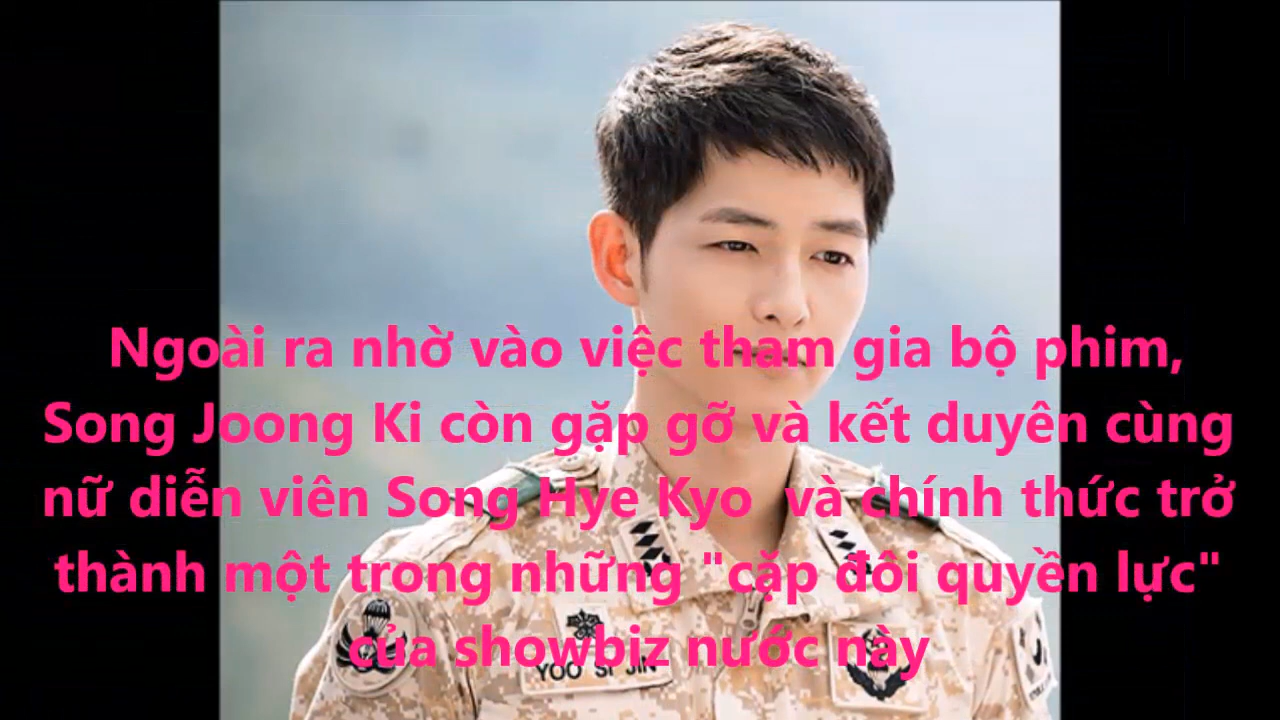 Ngoài ra nhờ vào việc tham gia bộ phim,
Song Joong Ki còn gặp gỡ và kết duyên cùng
nữ diễn viên Song Hye Kyo và chính thức trở
thành một trong những "cặp đôi quyền lực"
của showbiz nước này
YOO SI JIN